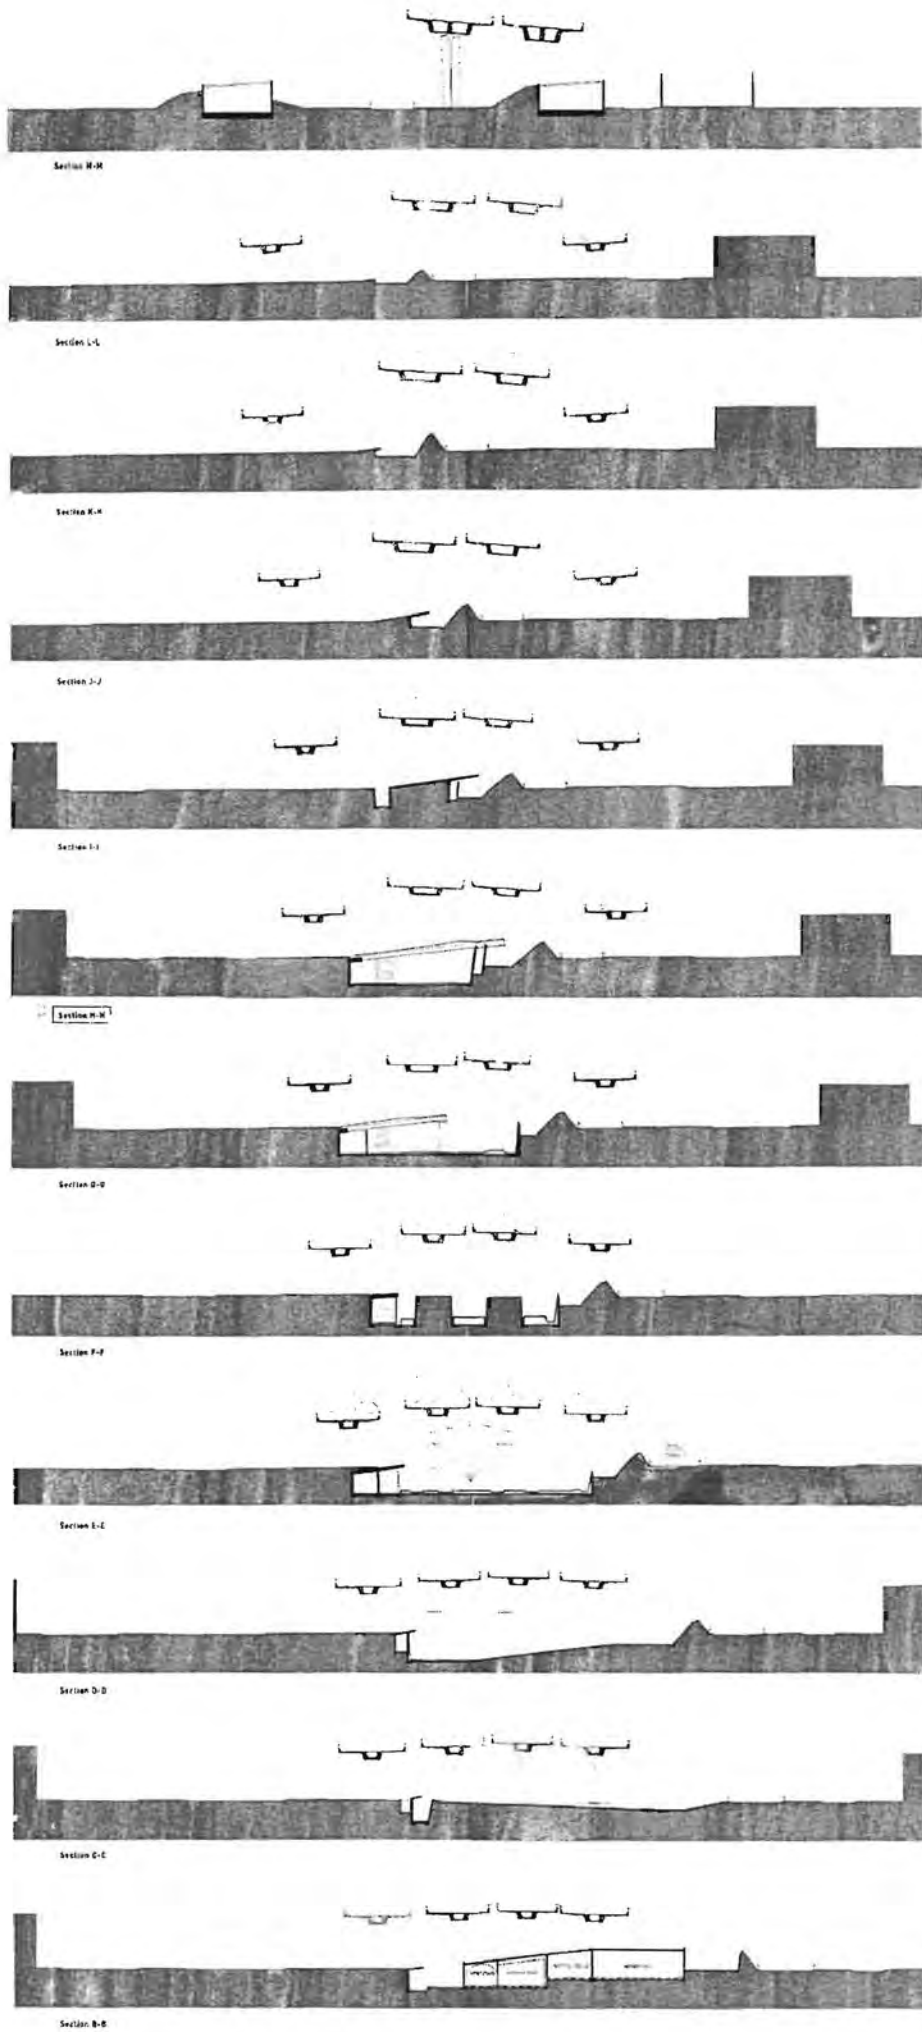 Section M-M
Section L-L
Section K-K
Section J-J
Section I-I
Section H-H
Section G-G
Section F-F
Section E-E
Section D-D
Section C-C
Section B-B